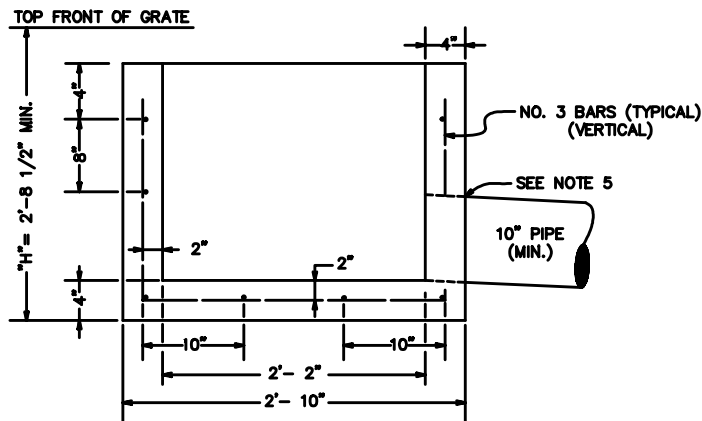 TOP FRONT OF GRATE
4"
4"
NO. 3 BARS (TYPICAL)
(VERTICAL)
8"
"H"= 2'-8 1/2" MIN.
SEE NOTE 5
10" PIPE
(MIN.)
2"
2"
4"
10"
10"
2'- 2"
2'- 10"